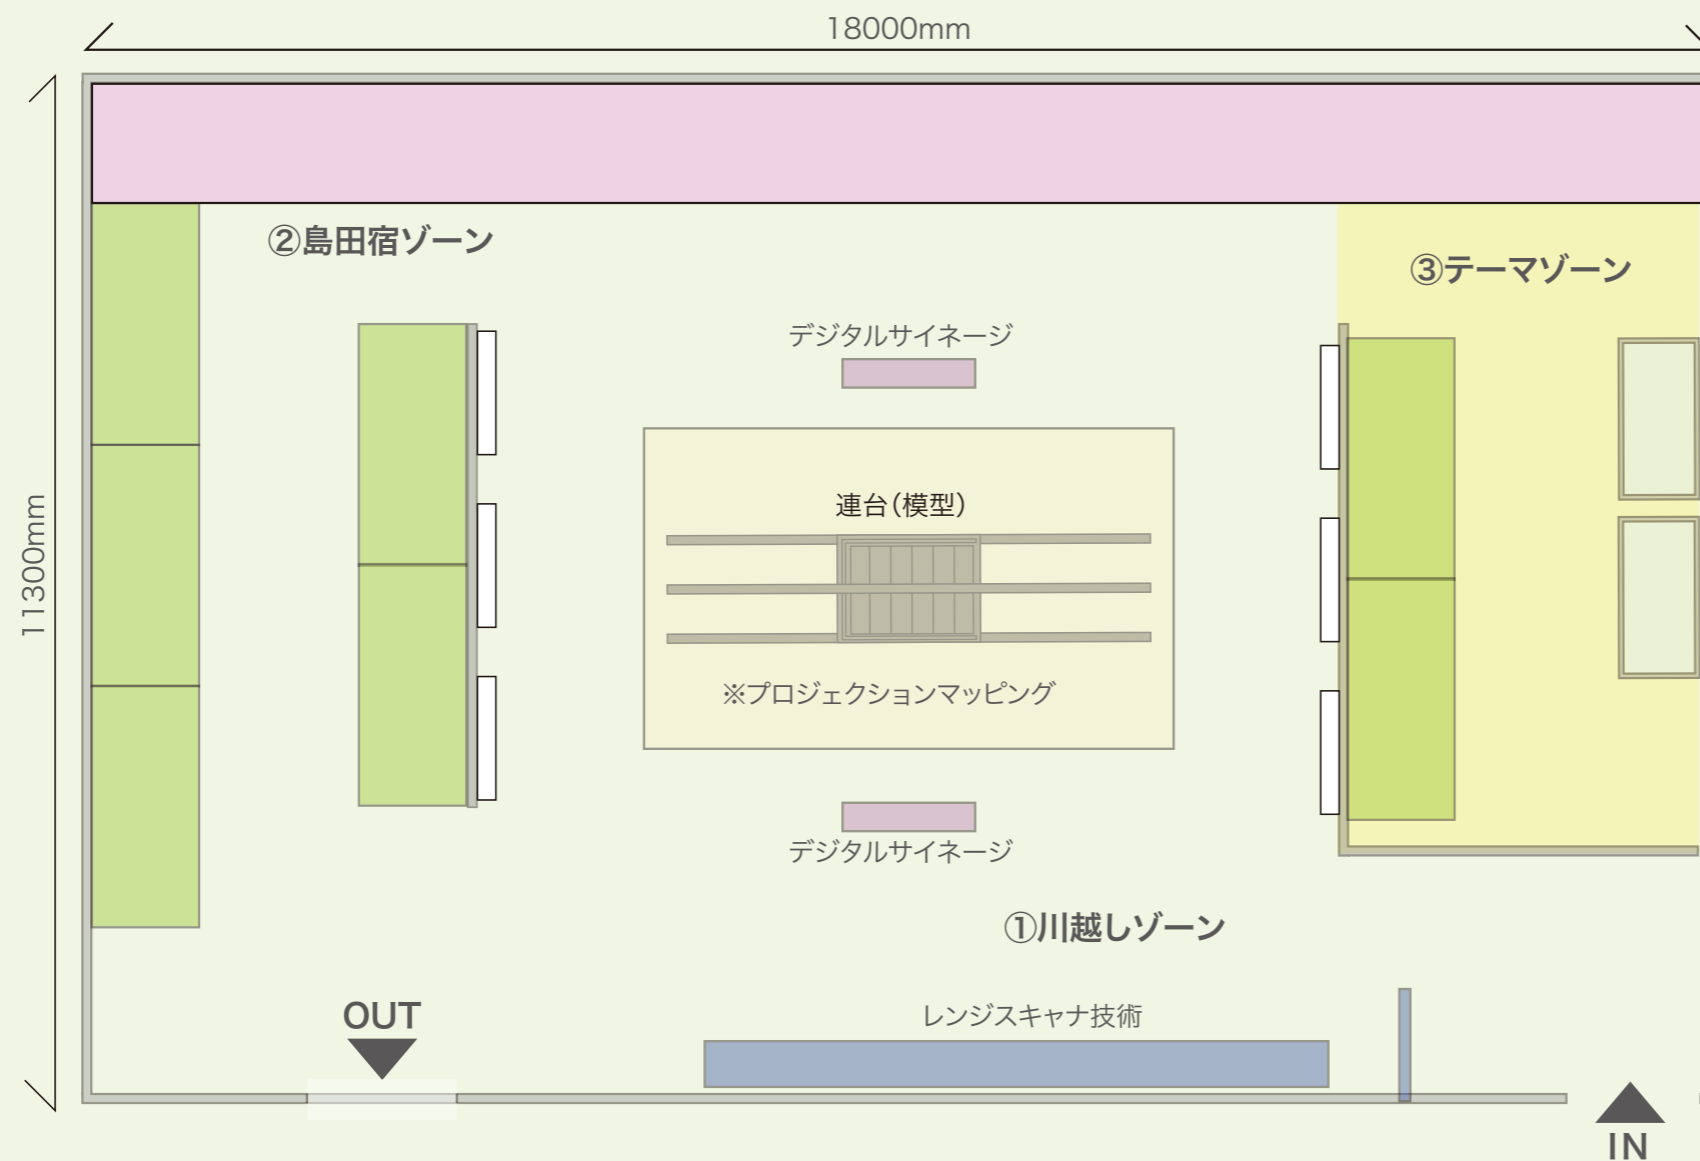 18000mm
11300mm
②島田宿ゾーン
③テーマゾーン
デジタルサイネージ
連台(模型)
※プロジェクションマッピング
デジタルサイネージ
①川越しゾーン
OUT
レンジスキャナ技術
IN